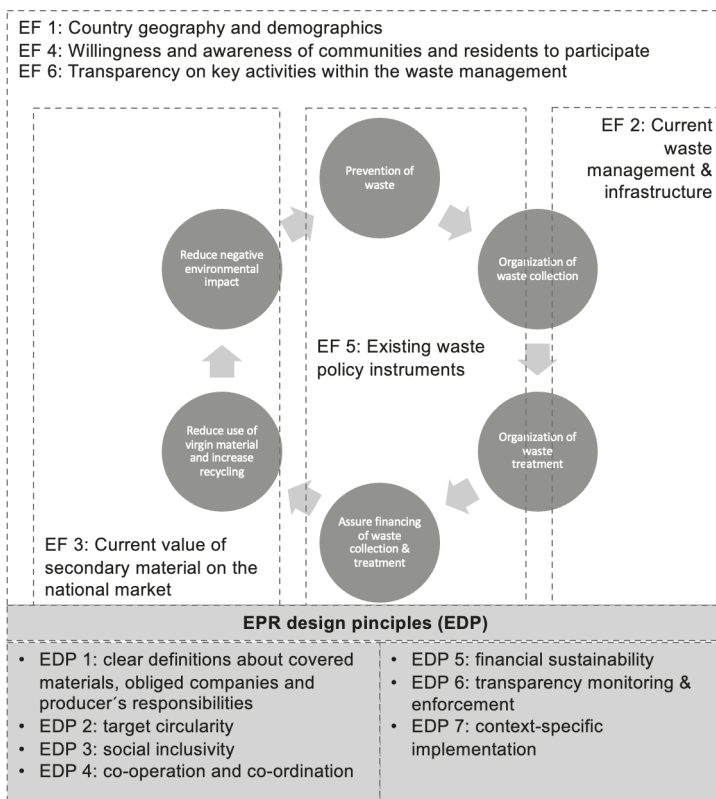 EF 1: Country geography and demographics
EF 4: Willingness and awareness of communities and residents to participate
EF 6: Transparency on key activities within the waste management
EF 2: Current
waste
management &
infrastructure
Prevention of
waste
Organization of
waste collection
Organization of
waste
treatment
Assure financing
of waste
collection &
treatment
Reduce use of
virgin material
and increase
recycling
Reduce negative
environmental
impact
EF 5: Existing waste
policy instruments
EF 3: Current value of
secondary material on the
national market
EPR design pinciples (EDP)
• EDP 1: clear definitions about covered
materials, obliged companies and
producer´s responsibilities
• EDP 2: target circularity
• EDP 3: social inclusivity
• EDP 4: co-operation and co-ordination
• EDP 5: financial sustainability
• EDP 6: transparency monitoring &
enforcement
• EDP 7: context-specific
implementation